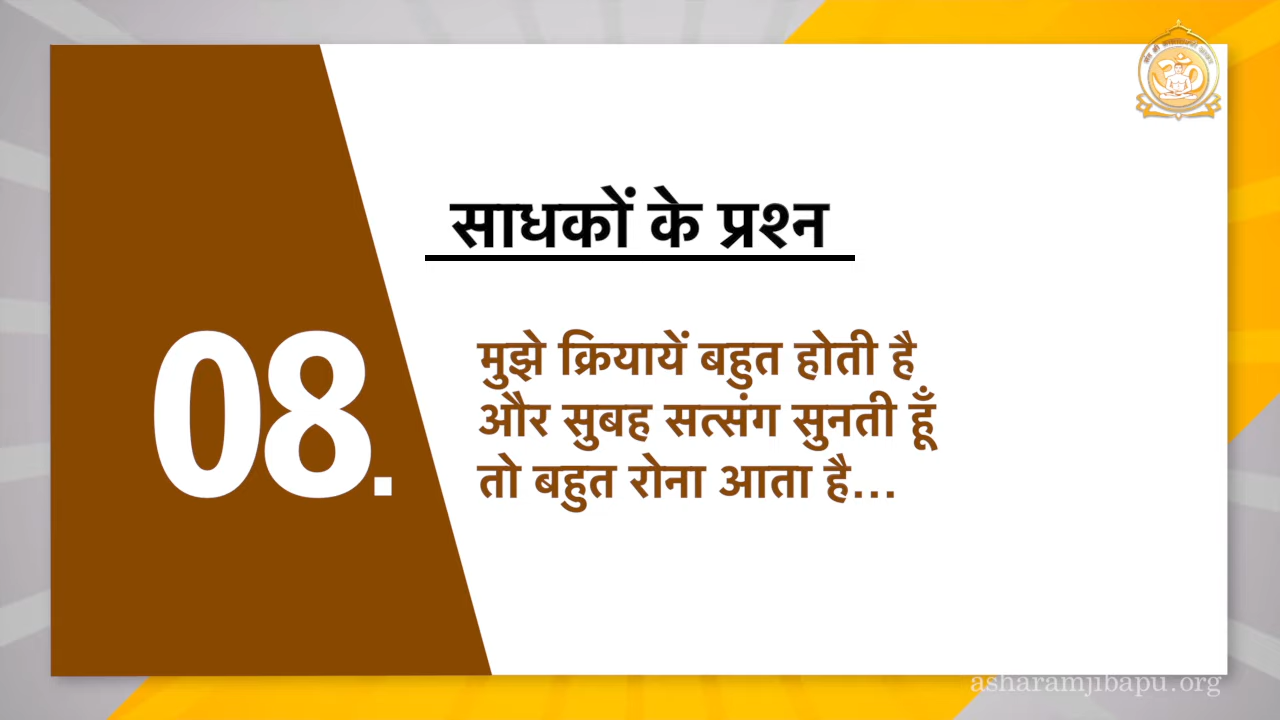 साधकों के प्रश्न
08.
मुझे क्रियायें बहुत होती है
और सुबह सत्संग सुनती हूँ
तो बहुत रोना आता है...
asharamjibapu.org